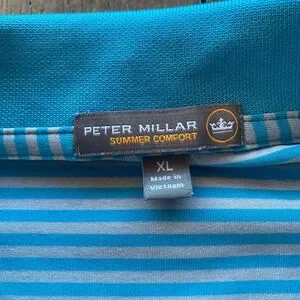 PETER MILLAR
SUMMER COMFORT
XL
Made in
Vietnam